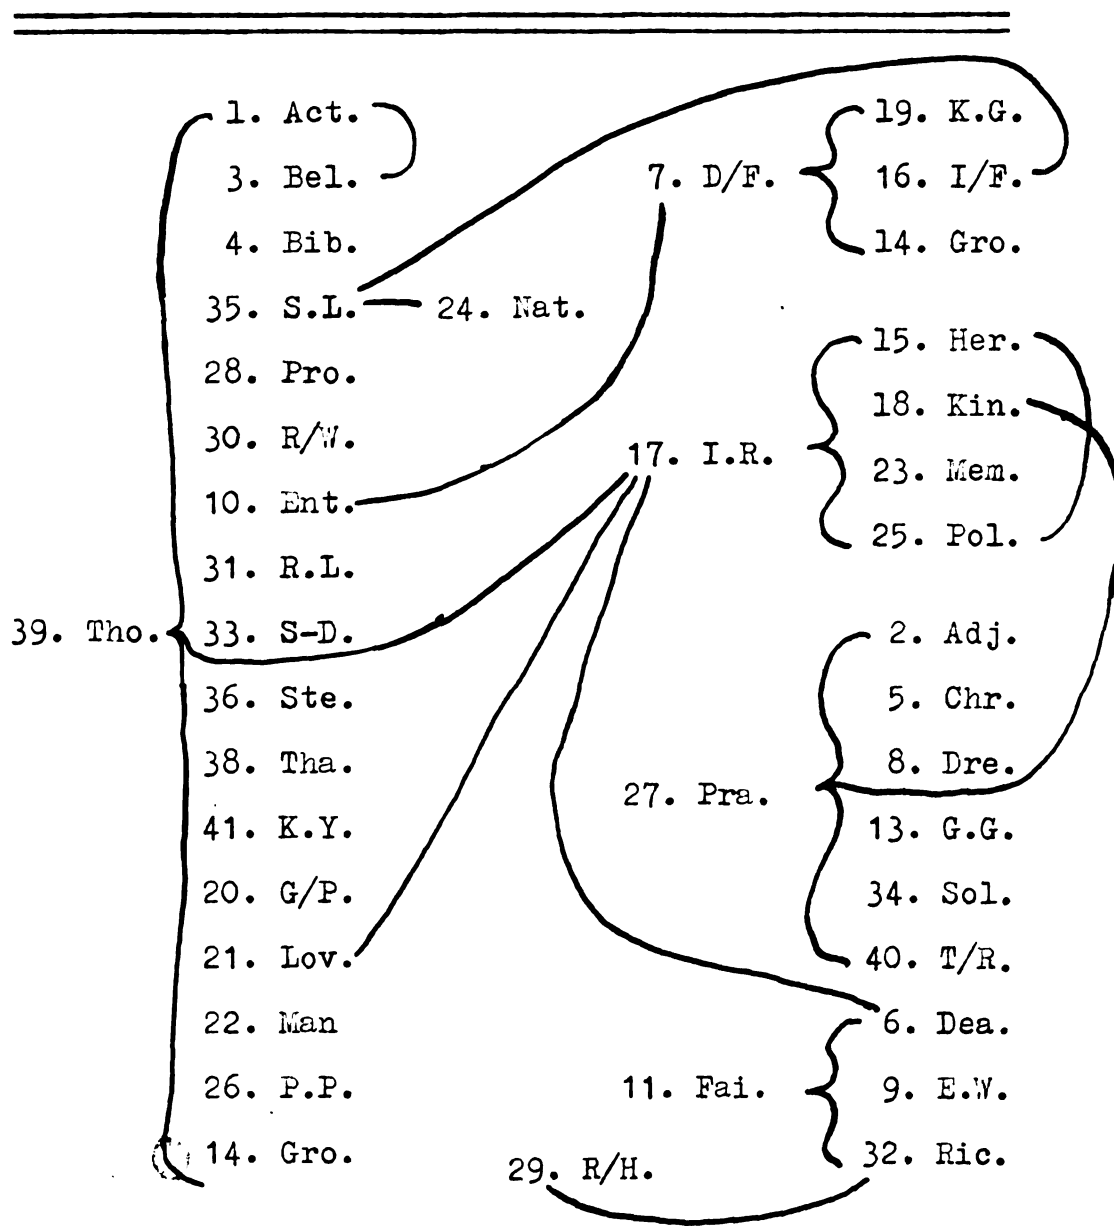 1. Act.
3. Bel.
4. Bib.
35. S.L.
24. Nat.
28. Pro.
30. R/W.
10. Ent.
31. R.L.
39. Tho.
33. S-D.
36. Ste.
38. Tha.
41. K.Y.
20. G/P.
21. Lov.
22. Man
26. P.P.
14. Gro.
7. D/F.
19. K.G.
16. I/F.
14. Gro.
17. I.R.
15. Her.
18. Kin.
23. Mem.
25. Pol.
27. Pra.
2. Adj.
5. Chr.
8. Dre.
13. G.G.
34. Sol.
40. T/R.
11. Fai.
6. Dea.
9. E.W.
32. Ric.
29. R/H.